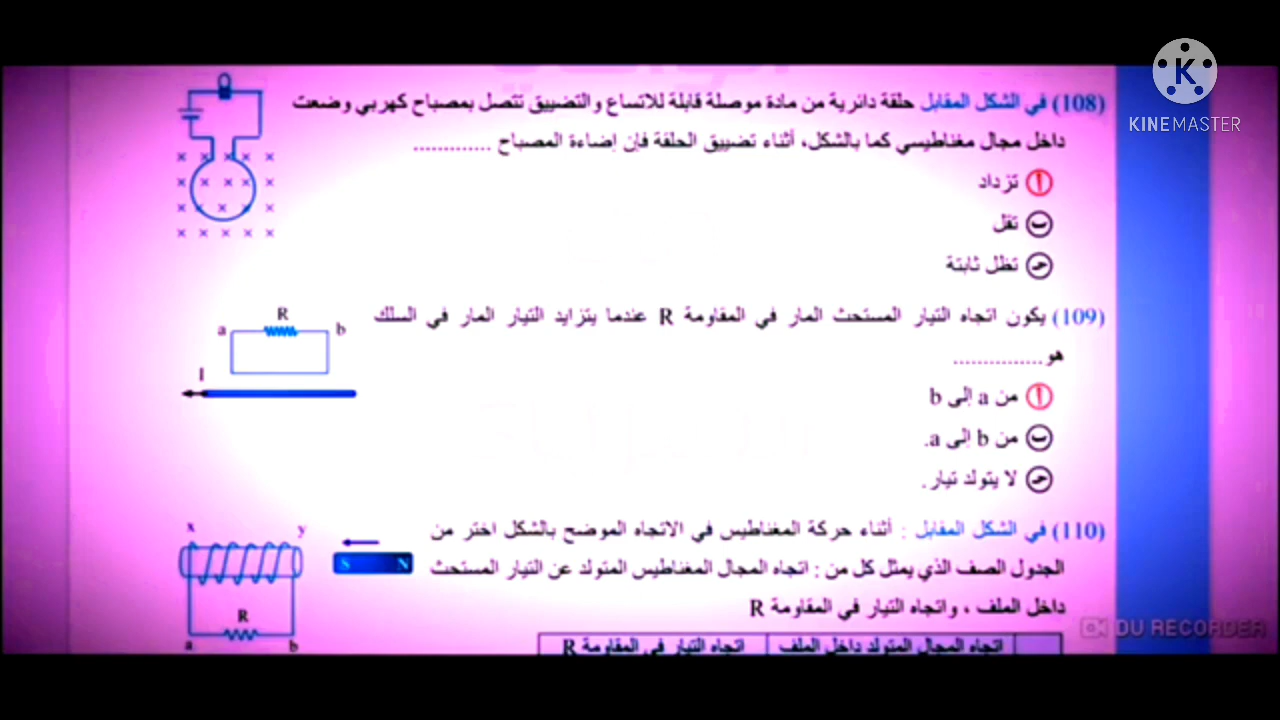 K
KINEMASTER
(108) في الشكل المقابل حلقة دائرية من مادة موصلة قابلة للاتساع والتضييق تتصل بمصباح كهربي وضعت
داخل مجال مغناطيسي كما بالشكل، أثناء تضييق الحلقة فإن إضاءة المصباح .............
أ تزداد
ب تقل
ج تظل ثابتة
(109) يكون اتجاه التيار المستحث المار في المقاومة R عندما يتزايد التيار المار في السلك
هو ...............
a R b
I
أ من a إلى b
ب من b إلى a.
ج لا يتولد تيار.
(110) في الشكل المقابل : أثناء حركة المغناطيس في الاتجاه الموضح بالشكل اختر من
الجدول الصف الذي يمثل كل من : اتجاه المجال المغناطيس المتولد عن التيار المستحث
داخل الملف ، واتجاه التيار في المقاومة R
x y
S N
R
a b
اتجاه المجال المتولد داخل الملف
اتجاه التيار في المقاومة R
DU RECORDER